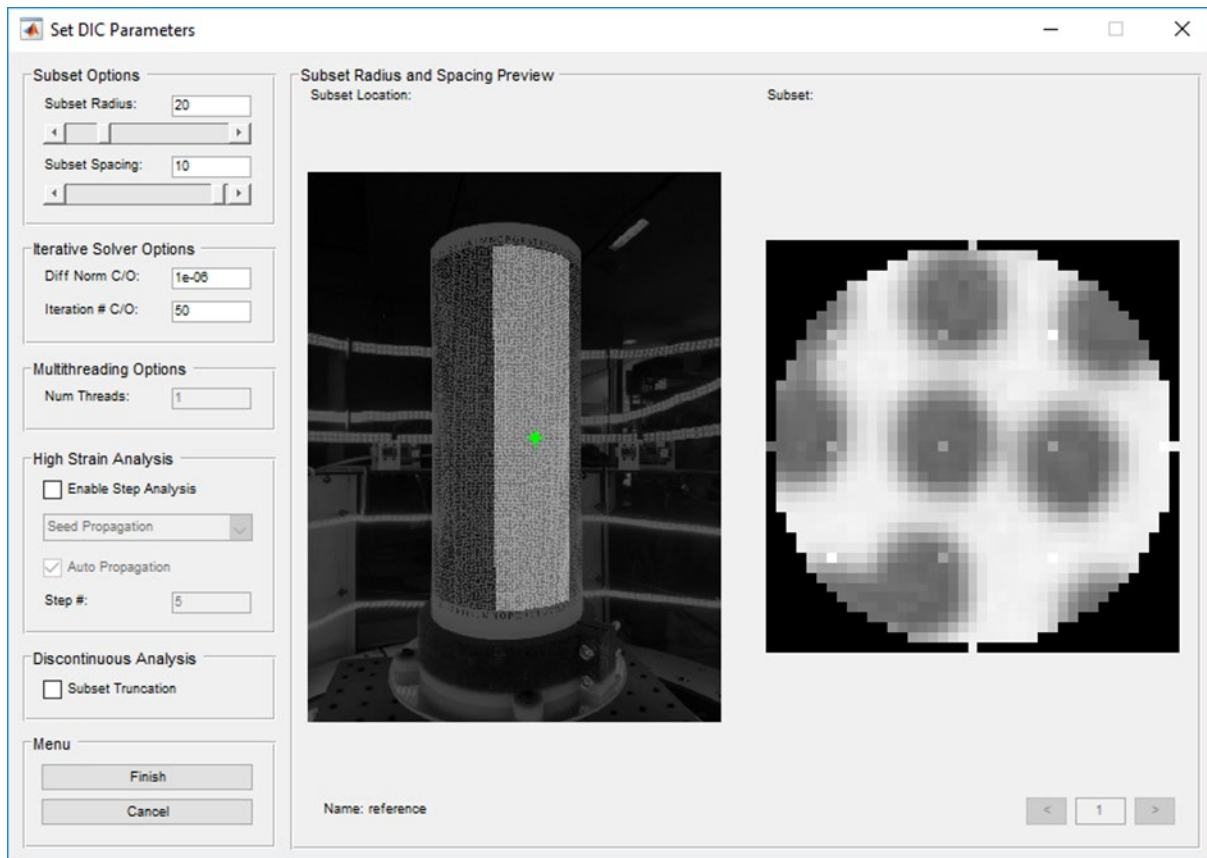 Set DIC Parameters
Subset Options
Subset Radius: 20
Subset Spacing: 10
Iterative Solver Options
Diff Norm C/O: 1e-06
Iteration # C/O: 50
Multithreading Options
Num Threads: 1
High Strain Analysis
Enable Step Analysis
Seed Propagation
Auto Propagation
Step #: 5
Discontinuous Analysis
Subset Truncation
Menu
Finish
Cancel
Subset Radius and Spacing Preview
Subset Location:
Subset:
Name: reference
< 1 >